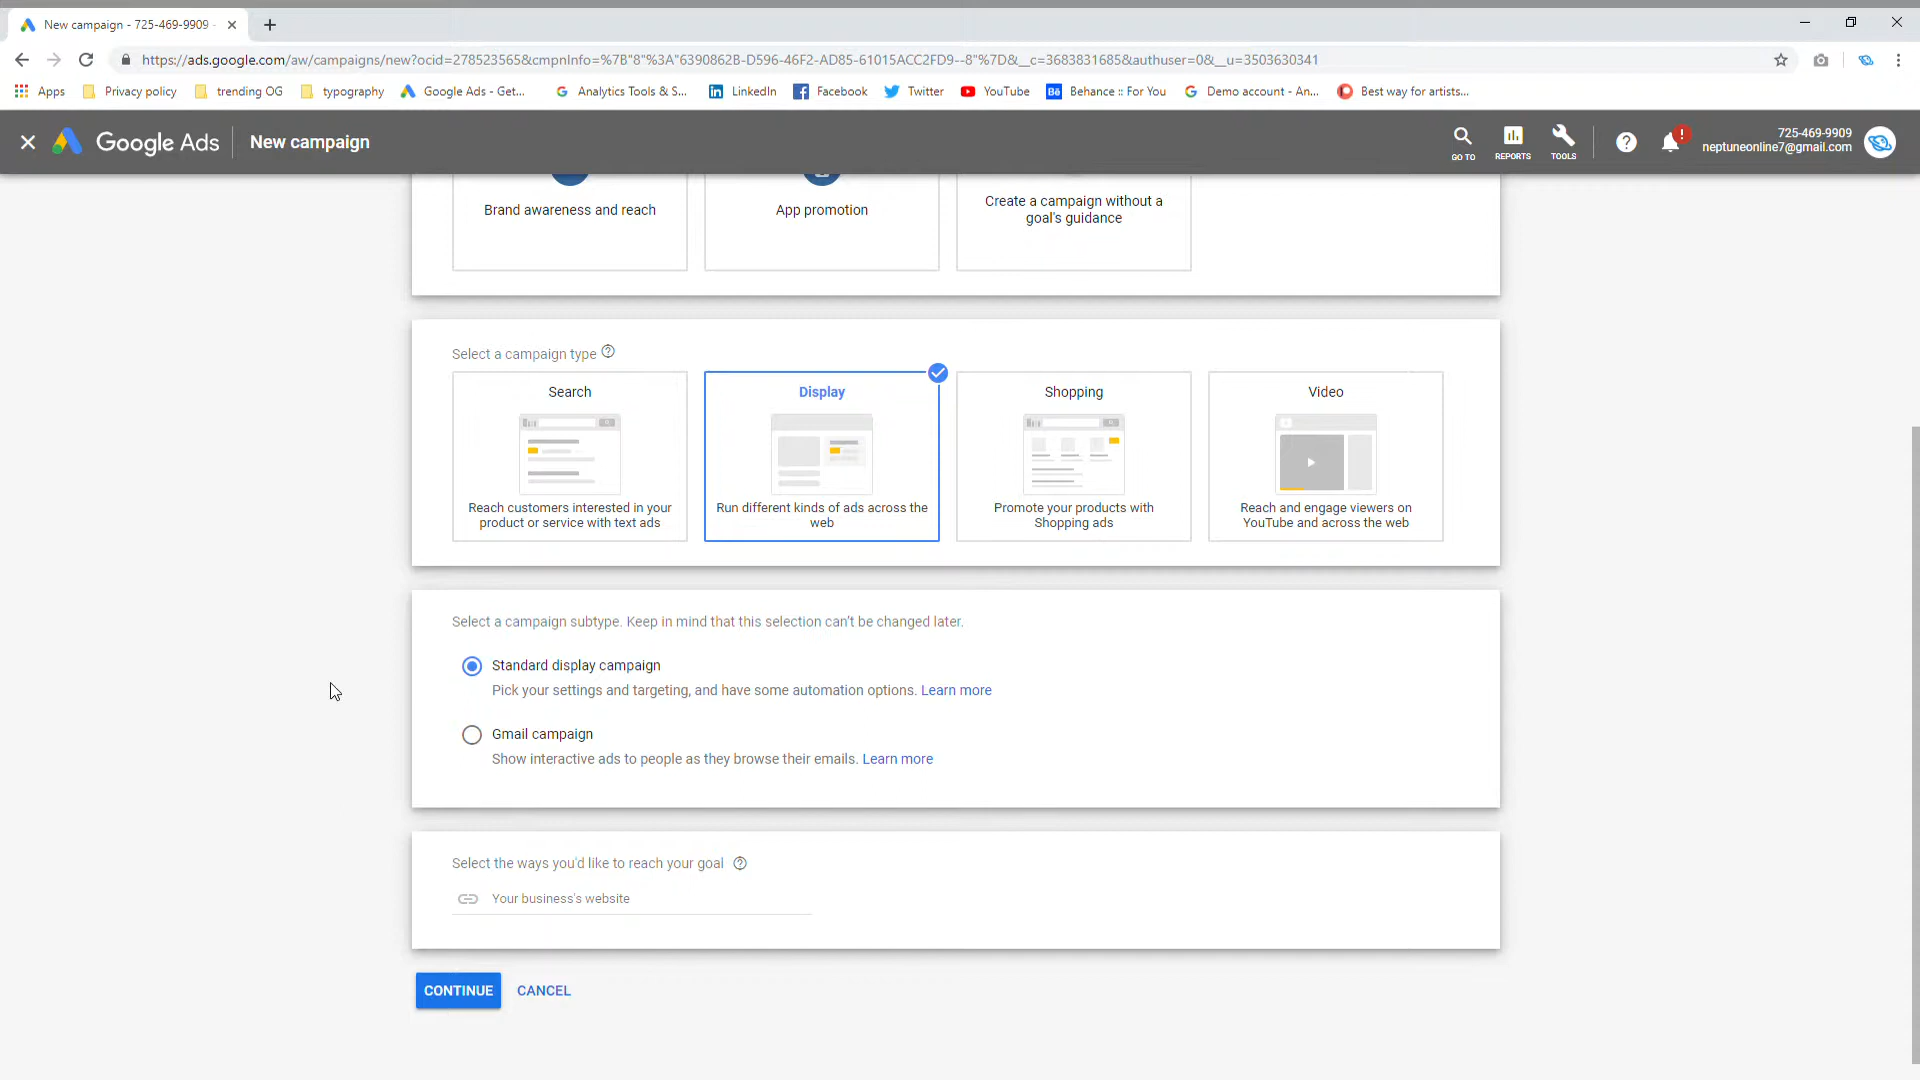 New campaign - 725-469-9909 -
https://ads.google.com/aw/campaigns/new?ocid=278523565&cmpnInfo=%7B"8"%3A"6390862B-D596-46F2-AD85-61015ACC2FD9--8"%7D&__c=3683831685&authuser=0&__u=3503630341
Apps Privacy policy trending OG typography Google Ads - Get... Analytics Tools & S... LinkedIn Facebook Twitter YouTube Behance :: For You Demo account - An... Best way for artists...
Google Ads New campaign
GO TO REPORTS TOOLS
725-469-9909
neptuneonline7@gmail.com
Brand awareness and reach
App promotion
Create a campaign without a
goal's guidance
Select a campaign type
Search
Reach customers interested in your
product or service with text ads
Display
Run different kinds of ads across the
web
Shopping
Promote your products with
Shopping ads
Video
Reach and engage viewers on
YouTube and across the web
Select a campaign subtype. Keep in mind that this selection can't be changed later.
Standard display campaign
Pick your settings and targeting, and have some automation options. Learn more
Gmail campaign
Show interactive ads to people as they browse their emails. Learn more
Select the ways you'd like to reach your goal
Your business's website
CONTINUE CANCEL